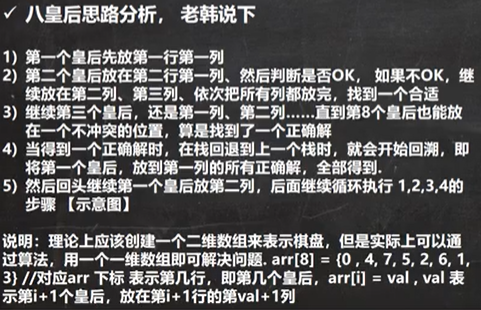 ✓ 八皇后思路分析， 老韩说下
1) 第一个皇后先放第一行第一列
2) 第二个皇后放在第二行第一列、然后判断是否OK， 如果不OK，继
续放在第二列、第三列、依次把所有列都放完，找到一个合适
3) 继续第三个皇后，还是第一列、第二列……直到第8个皇后也能放
在一个不冲突的位置，算是找到了一个正确解
4) 当得到一个正确解时，在栈回退到上一个栈时，就会开始回溯，即
将第一个皇后，放到第一列的所有正确解，全部得到.
5) 然后回头继续第一个皇后放第二列，后面继续循环执行 1,2,3,4的
步骤 【示意图】
说明：理论上应该创建一个二维数组来表示棋盘，但是实际上可以通
过算法，用一个一维数组即可解决问题. arr[8] = {0 , 4, 7, 5, 2, 6, 1,
3} //对应arr 下标 表示第几行，即第几个皇后，arr[i] = val , val 表
示第i+1个皇后，放在第i+1行的第val+1列